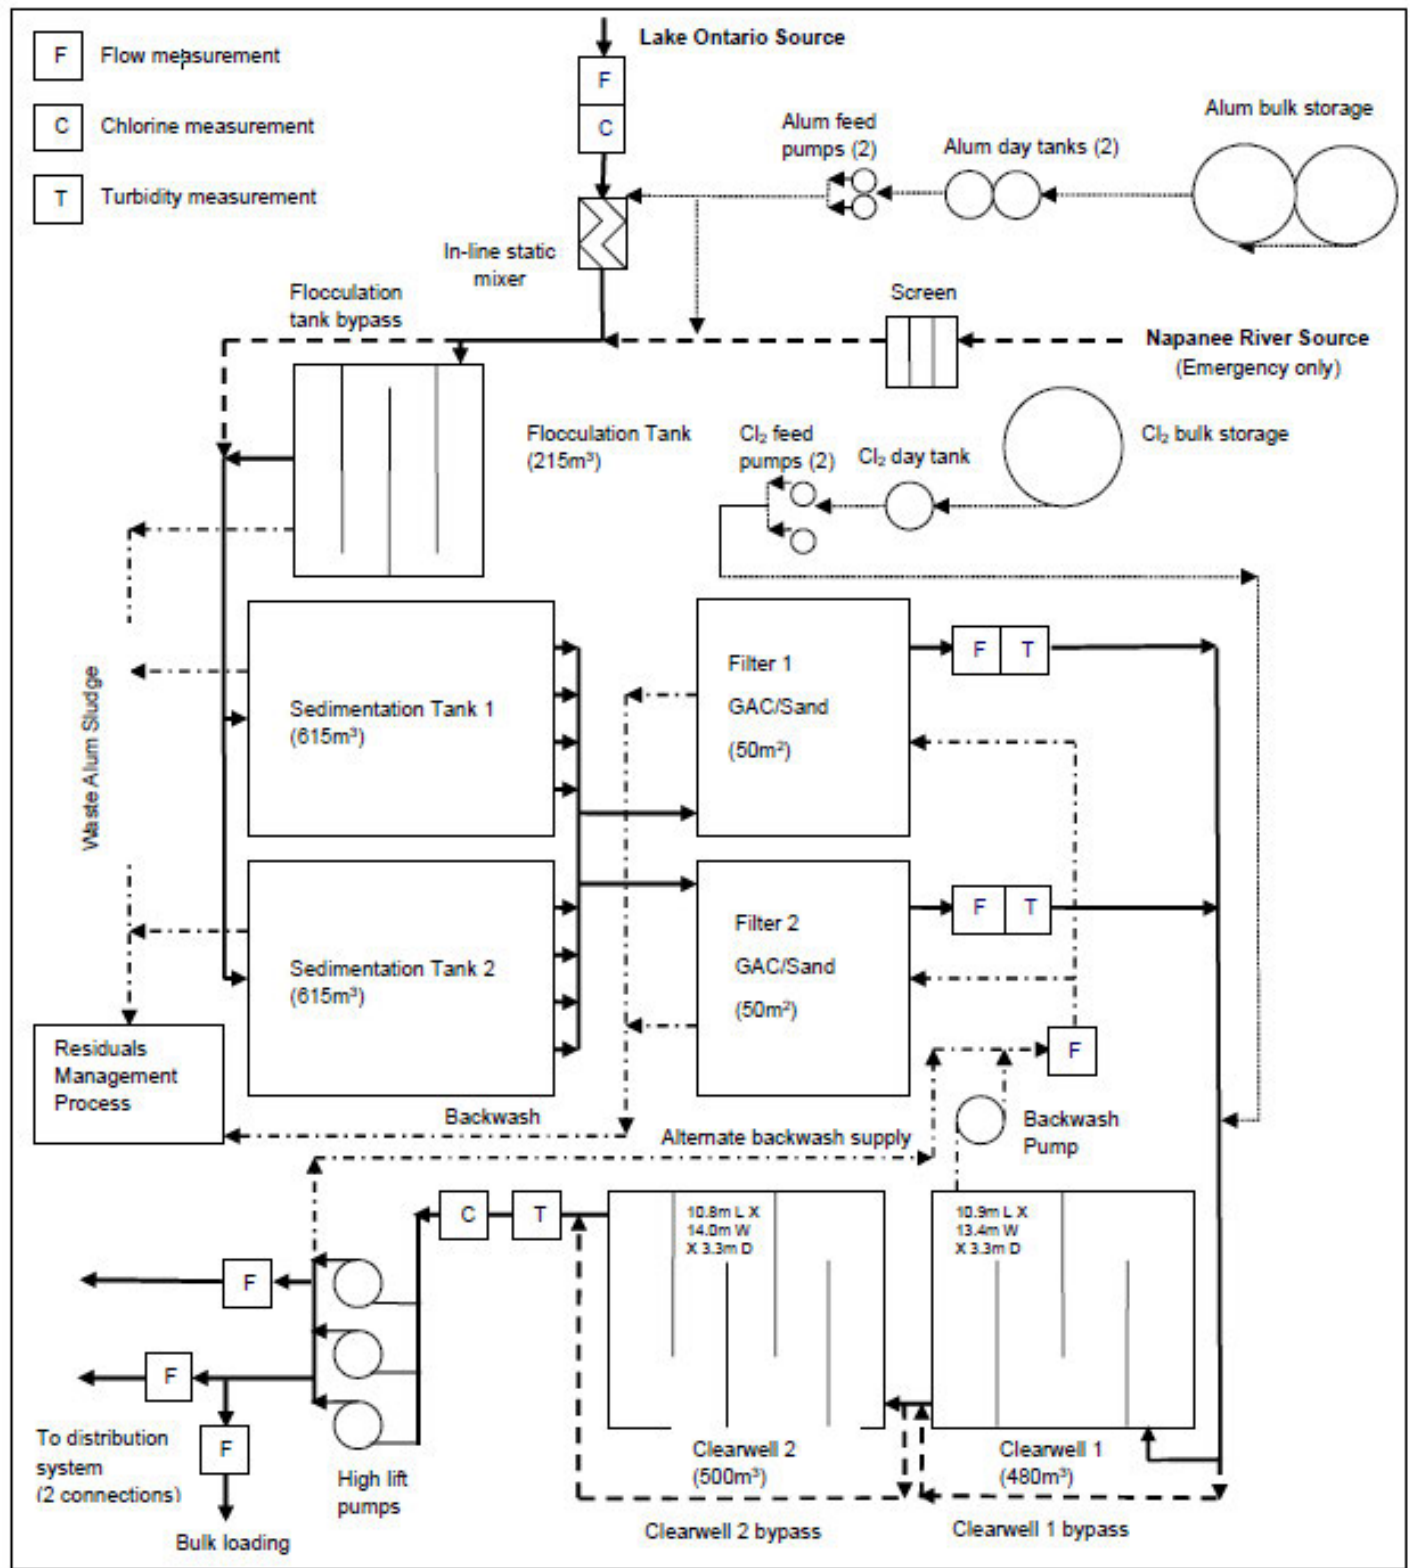 F
Flow measurement
C
Chlorine measurement
T
Turbidity measurement
Lake Ontario Source
F
C
Alum feed
pumps (2)
Alum day tanks (2)
Alum bulk storage
In-line static
mixer
Flocculation
tank bypass
Screen
Napanee River Source
(Emergency only)
Flocculation Tank
(215m³)
Cl₂ feed
pumps (2)
Cl₂ day tank
Cl₂ bulk storage
Waste Alum Sludge
Sedimentation Tank 1
(615m³)
Filter 1
GAC/Sand
(50m²)
F
T
Sedimentation Tank 2
(615m³)
Filter 2
GAC/Sand
(50m²)
F
T
Residuals
Management
Process
Backwash
F
Backwash
Pump
Alternate backwash supply
C
T
10.8m L X
14.0m W
X 3.3m D
10.9m L X
13.4m W
X 3.3m D
F
F
F
To distribution
system
(2 connections)
Bulk loading
High lift
pumps
Clearwell 2
(500m³)
Clearwell 1
(480m³)
Clearwell 2 bypass
Clearwell 1 bypass